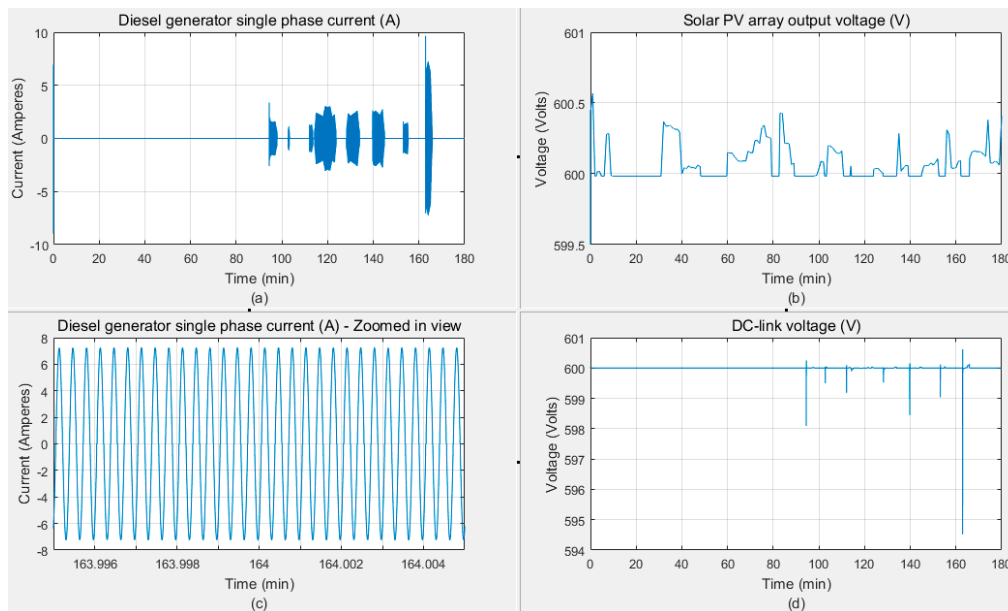 Diesel generator single phase current (A)
10
5
0
-5
-10
Current (Amperes)
0 20 40 60 80 100 120 140 160 180
Time (min)
(a)
Solar PV array output voltage (V)
601
600.5
600
599.5
Voltage (Volts)
0 20 40 60 80 100 120 140 160 180
Time (min)
(b)
Diesel generator single phase current (A) - Zoomed in view
8
6
4
2
0
-2
-4
-6
-8
Current (Amperes)
163.996 163.998 164 164.002 164.004
Time (min)
(c)
DC-link voltage (V)
601
600
599
598
597
596
595
594
Voltage (Volts)
0 20 40 60 80 100 120 140 160 180
Time (min)
(d)